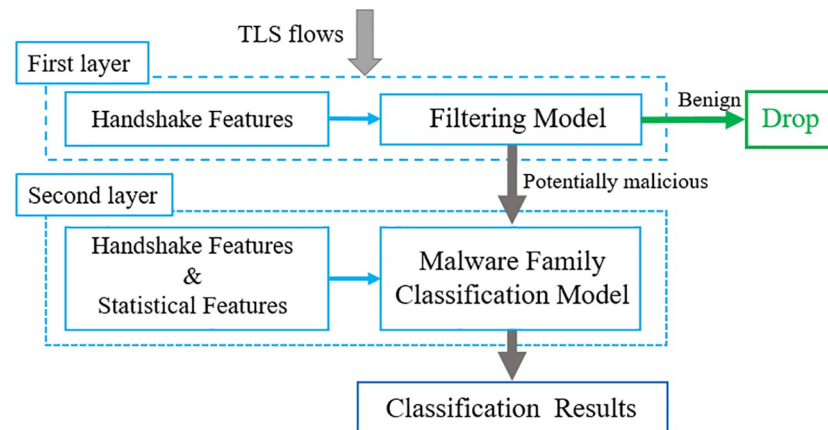 TLS flows
First layer
Handshake Features
Filtering Model
Benign
Drop
Potentially malicious
Second layer
Handshake Features
&
Statistical Features
Malware Family
Classification Model
Classification Results